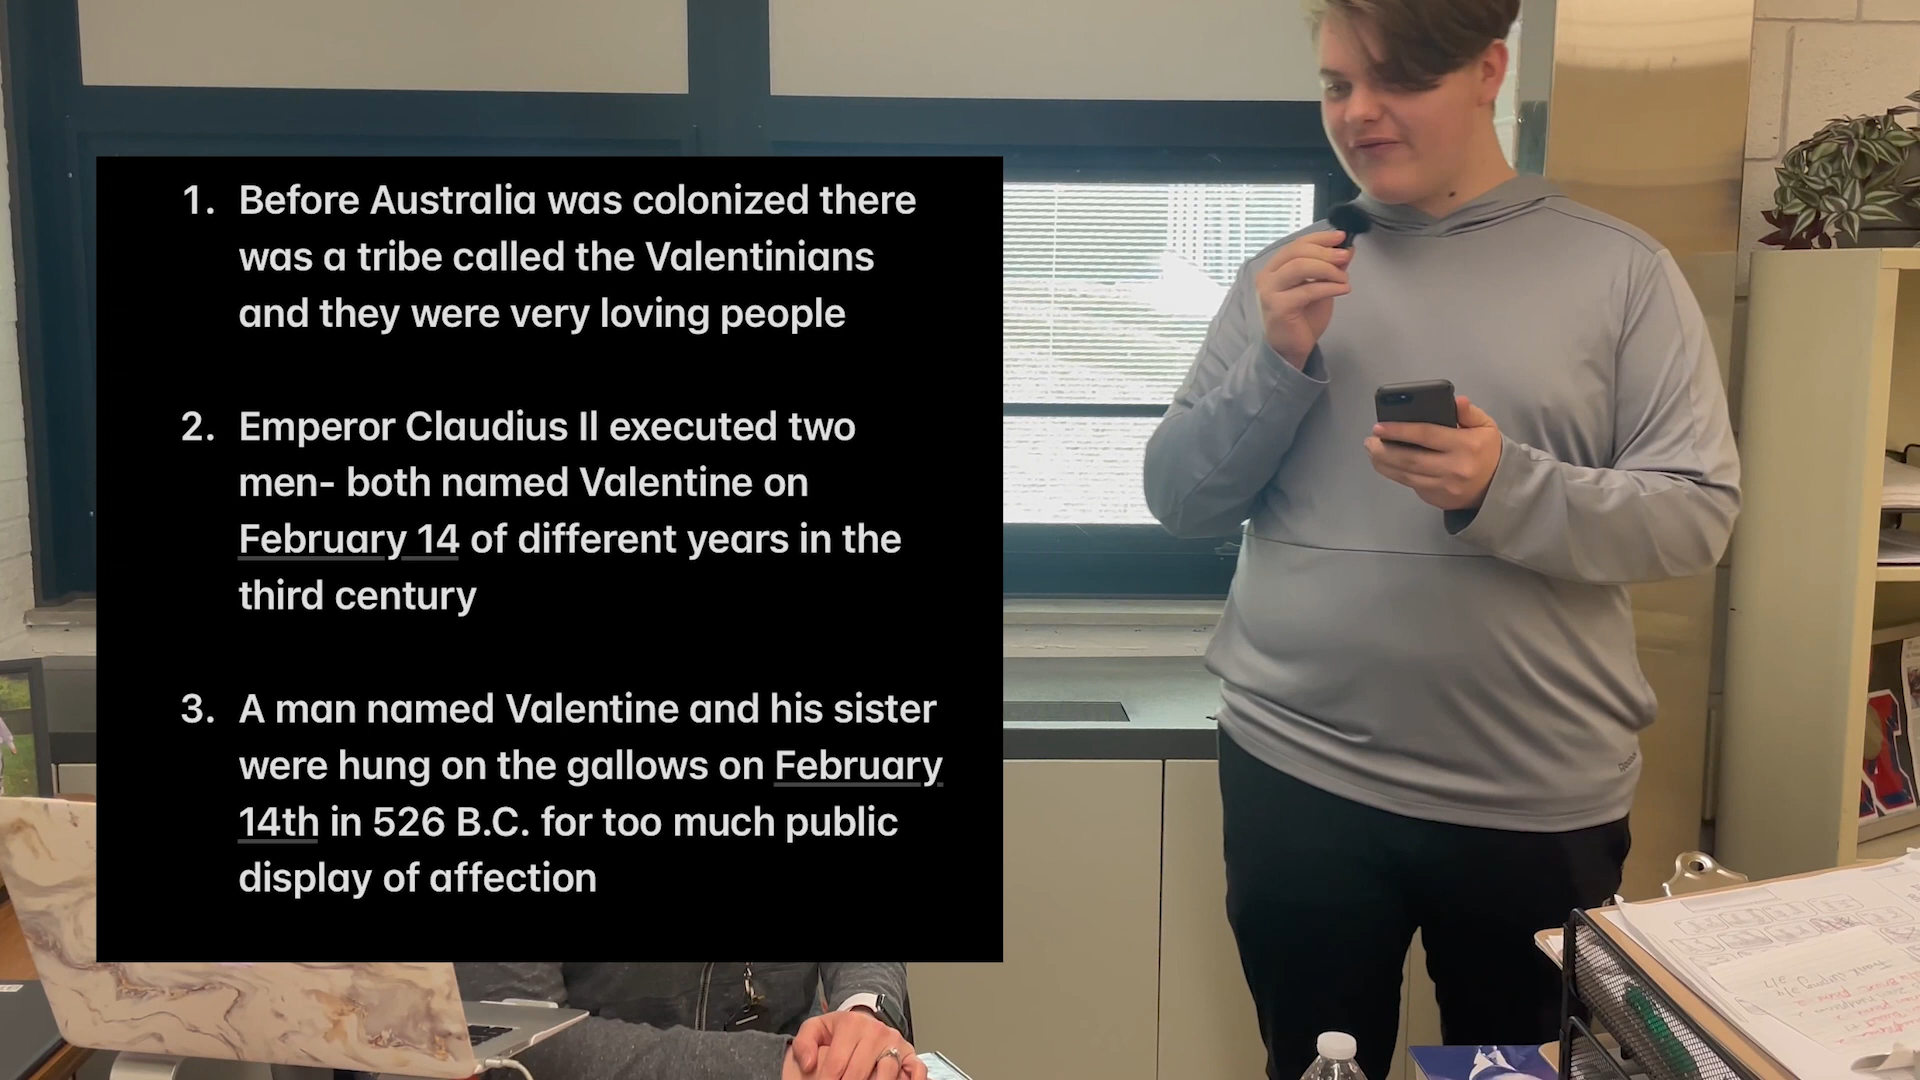 1. Before Australia was colonized there
was a tribe called the Valentinians
and they were very loving people
2. Emperor Claudius II executed two
men- both named Valentine on
February 14 of different years in the
third century
3. A man named Valentine and his sister
were hung on the gallows on February
14th in 526 B.C. for too much public
display of affection
Reebok